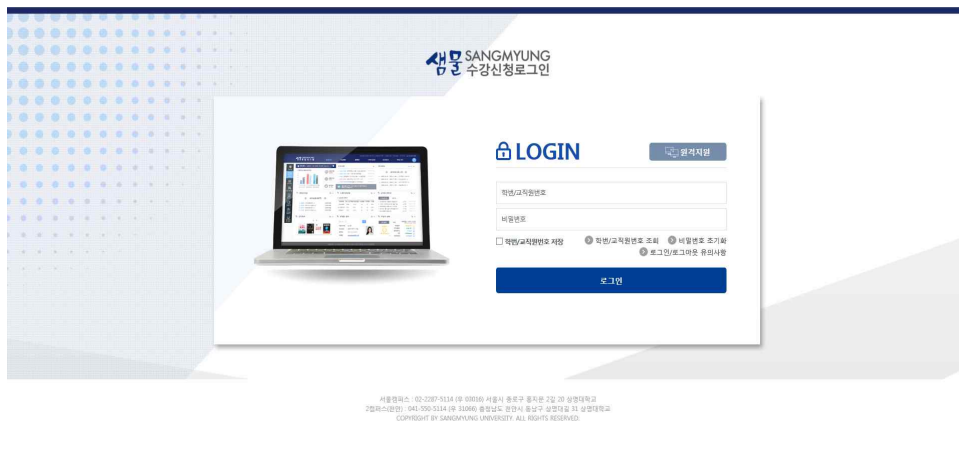 샘물 SANGMYUNG
수강신청로그인
LOGIN
원격지원
학번/교직원번호
비밀번호
학번/교직원번호 저장 학번/교직원번호 조회 비밀번호 초기화
로그인/로그아웃 유의사항
로그인
서울캠퍼스 : 02-2287-5114 (우 03016) 서울시 종로구 홍지문 2길 20 상명대학교
2캠퍼스(천안) : 041-550-5114 (우 31066) 충청남도 천안시 동남구 상명대길 31 상명대학교
COPYRIGHT BY SANGMYUNG UNIVERSITY. ALL RIGHTS RESERVED.